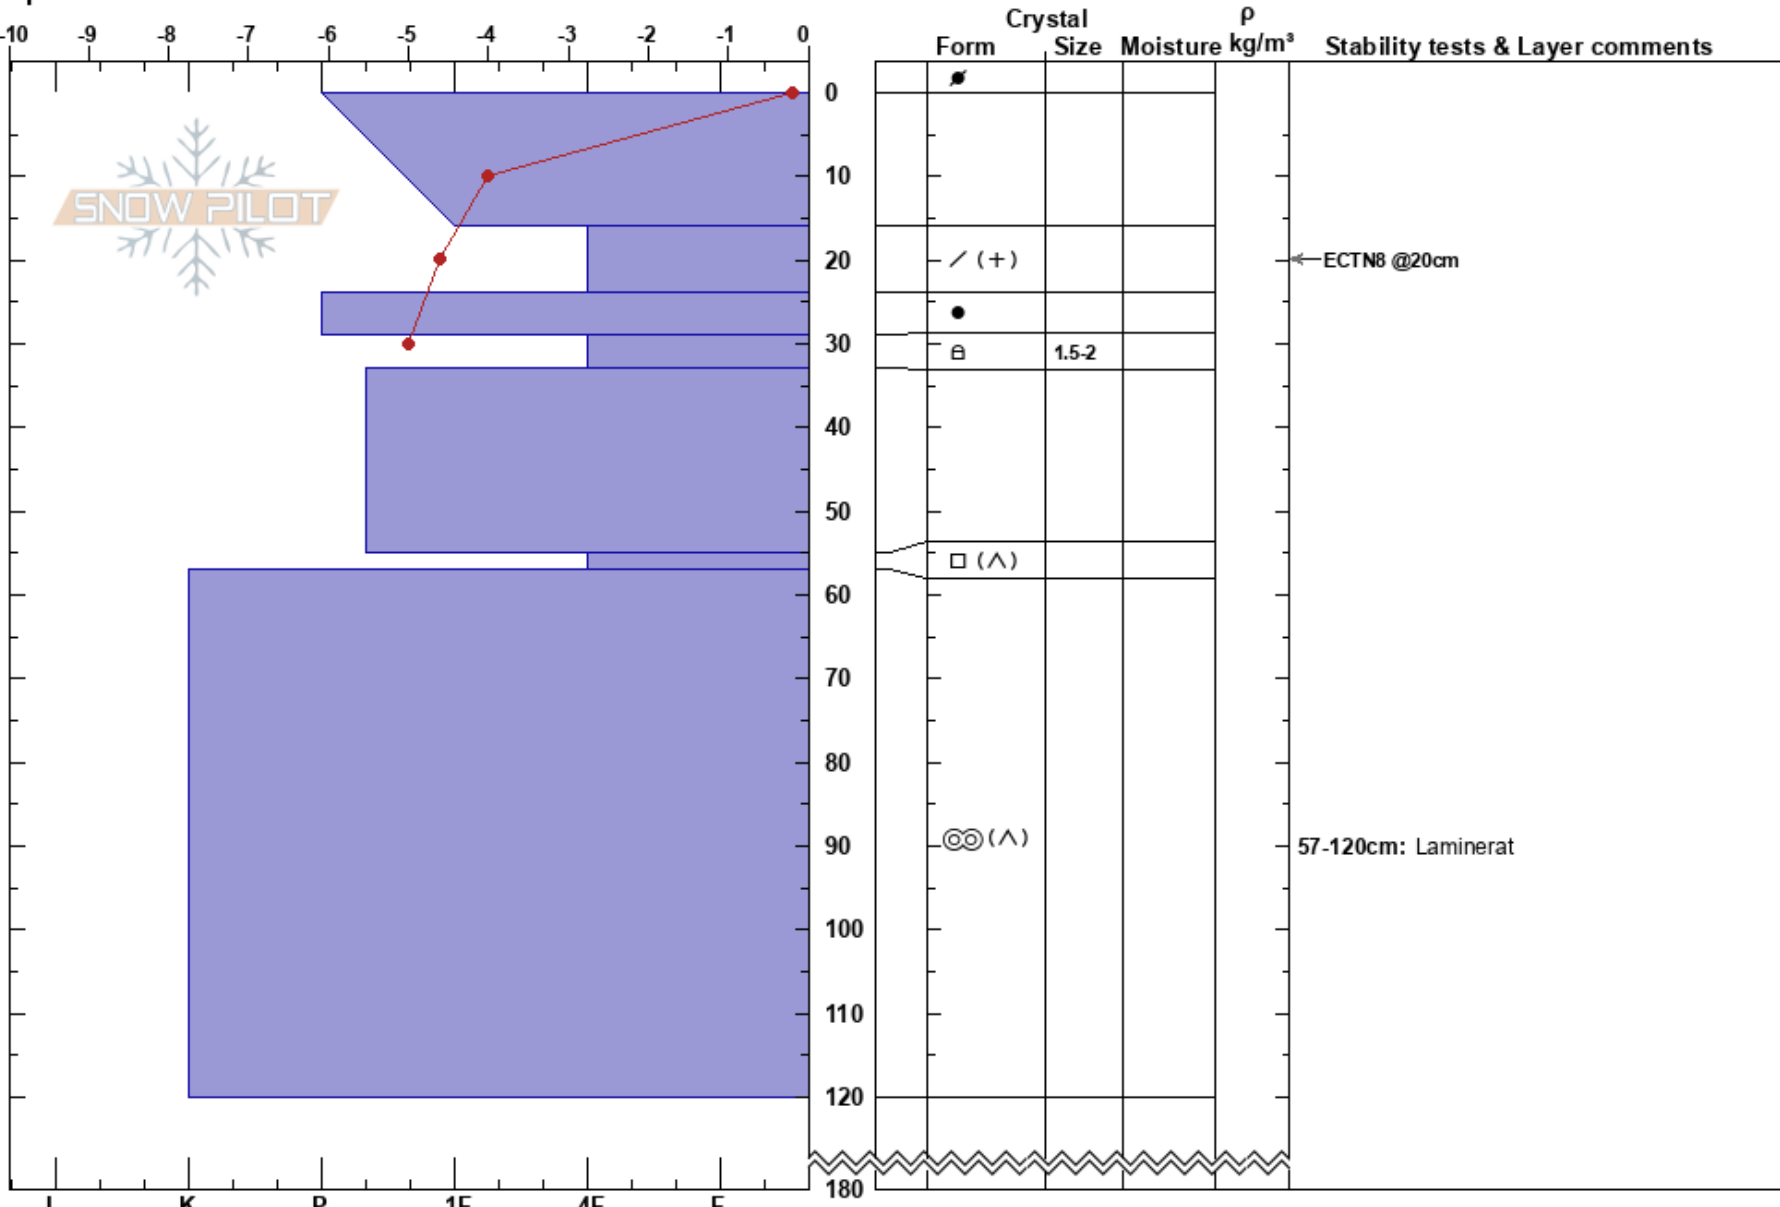 Crystal ρ
-10 -9 -8 -7 -6 -5 -4 -3 -2 -1 0 Form Size Moisture kg/m³ Stability tests & Layer comments
0
SNOW PILOT
10
20 / (+) ECTN8 @20cm
30 1.5-2
40
50
(∧)
60
70
80
90 (∧) 57-120cm: Laminerat
100
110
120
180
I K P 1F 4F F